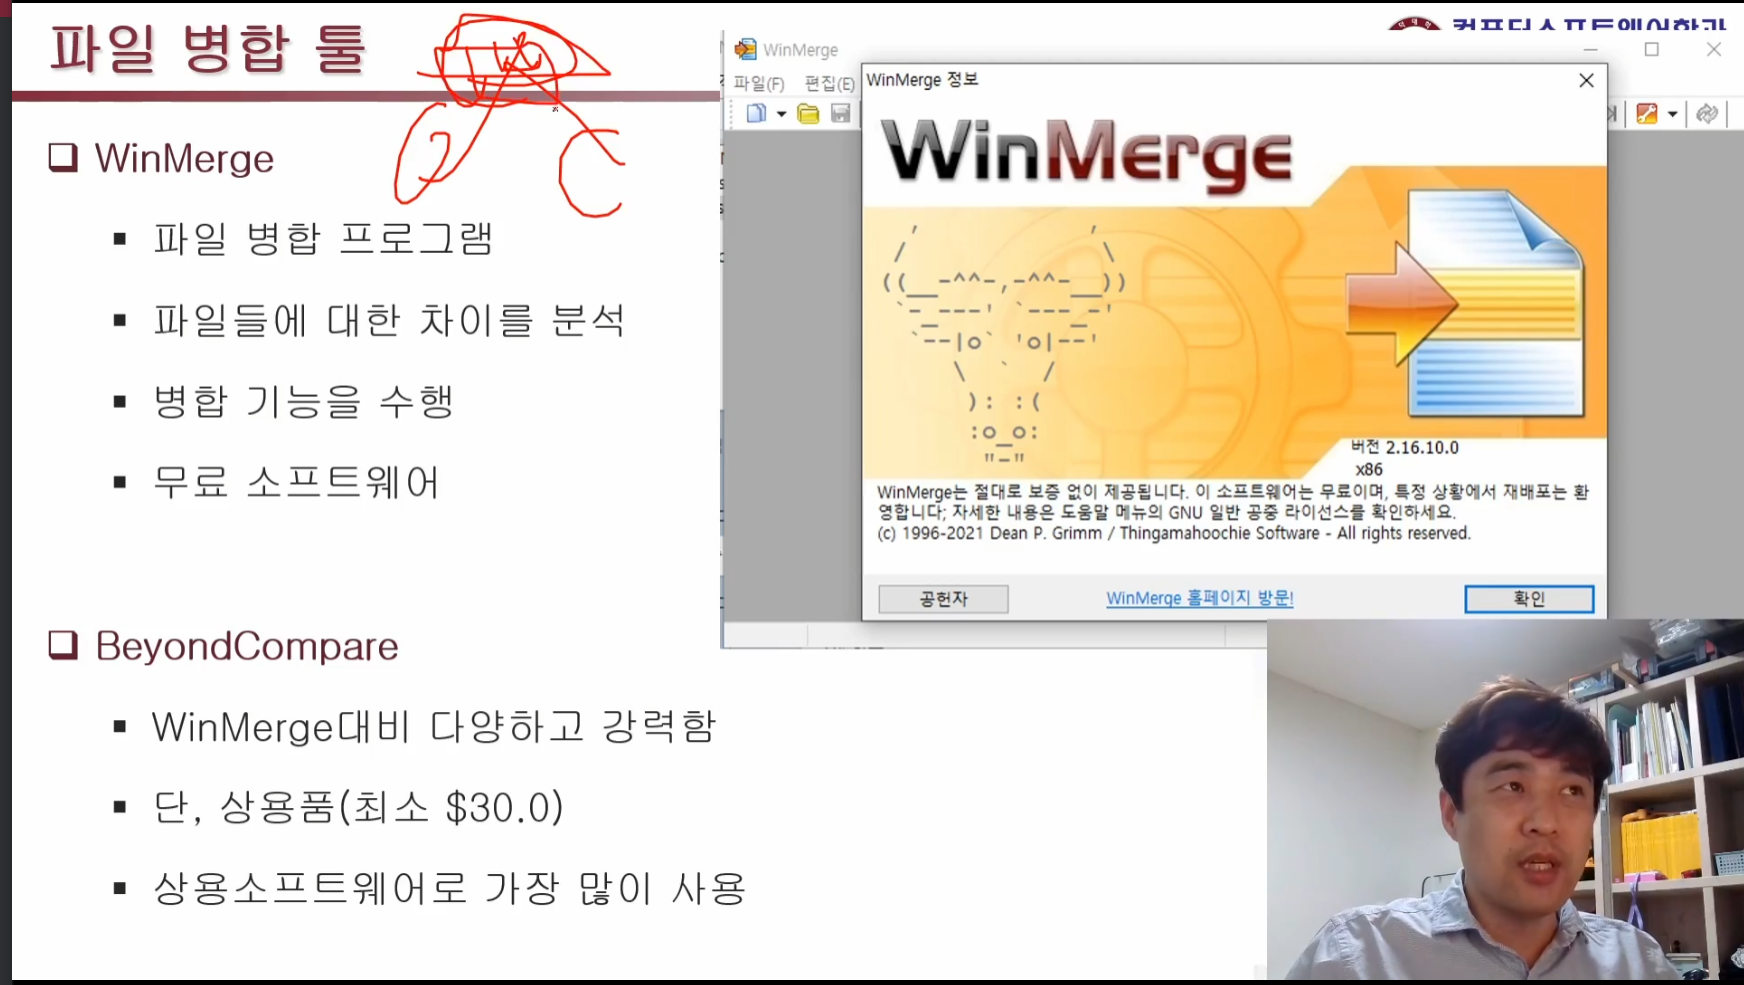 파일 병합 툴
컴퓨터소프트웨어학과
WinMerge
파일 병합 프로그램
파일들에 대한 차이를 분석
병합 기능을 수행
무료 소프트웨어
BeyondCompare
WinMerge대비 다양하고 강력함
단, 상용품(최소 $30.0)
상용소프트웨어로 가장 많이 사용
WinMerge
파일(F) 편집(E)
WinMerge 정보
WinMerge
버전 2.16.10.0
x86
WinMerge는 절대로 보증 없이 제공됩니다. 이 소프트웨어는 무료이며, 특정 상황에서 재배포는 환
영합니다; 자세한 내용은 도움말 메뉴의 GNU 일반 공중 라이선스를 확인하세요.
(c) 1996-2021 Dean P. Grimm / Thingamahoochie Software - All rights reserved.
공헌자 WinMerge 홈페이지 방문! 확인